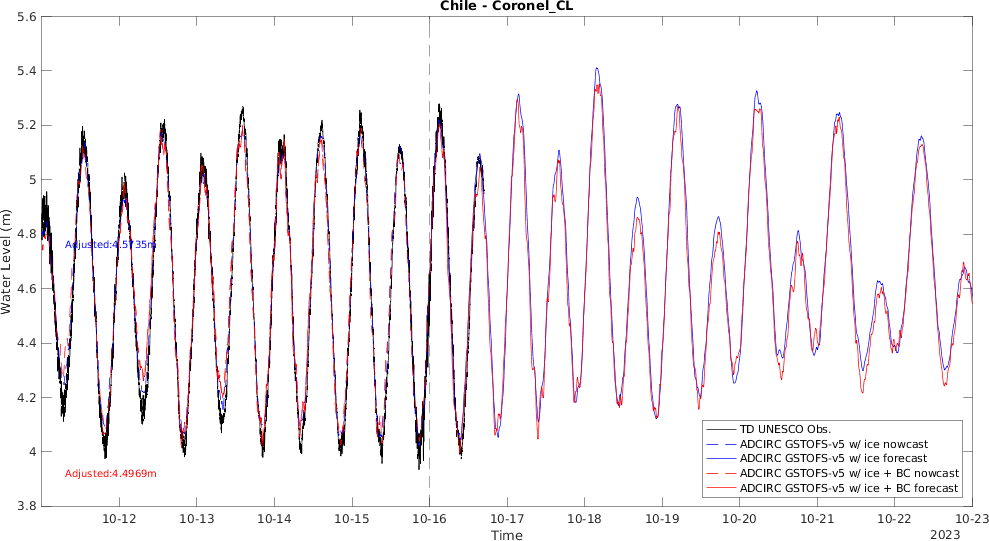 Chile - Coronel_CL
5.6
5.4
5.2
5
4.8
4.6
4.4
4.2
4
3.8
Water Level (m)
Adjusted:4.5735m
Adjusted:4.4969m
TD UNESCO Obs.
ADCIRC GSTOFS-v5 w/ ice nowcast
ADCIRC GSTOFS-v5 w/ ice forecast
ADCIRC GSTOFS-v5 w/ ice + BC nowcast
ADCIRC GSTOFS-v5 w/ ice + BC forecast
10-12 10-13 10-14 10-15 10-16 10-17 10-18 10-19 10-20 10-21 10-22 10-23
Time
2023